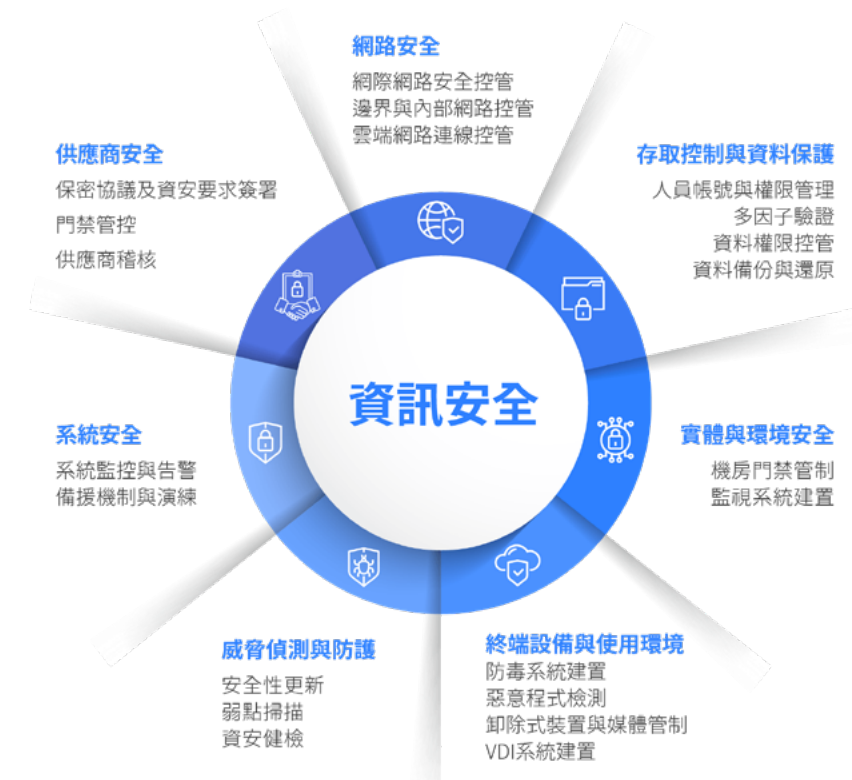 網路安全
網際網路安全控管
邊界與內部網路控管
雲端網路連線控管
存取控制與資料保護
人員帳號與權限管理
多因子驗證
資料權限控管
資料備份與還原
實體與環境安全
機房門禁管制
監視系統建置
終端設備與使用環境
防毒系統建置
惡意程式檢測
卸除式裝置與媒體管制
VDI系統建置
威脅偵測與防護
安全性更新
弱點掃描
資安健檢
系統安全
系統監控與告警
備援機制與演練
供應商安全
保密協議及資安要求簽署
門禁管控
供應商稽核
資訊安全